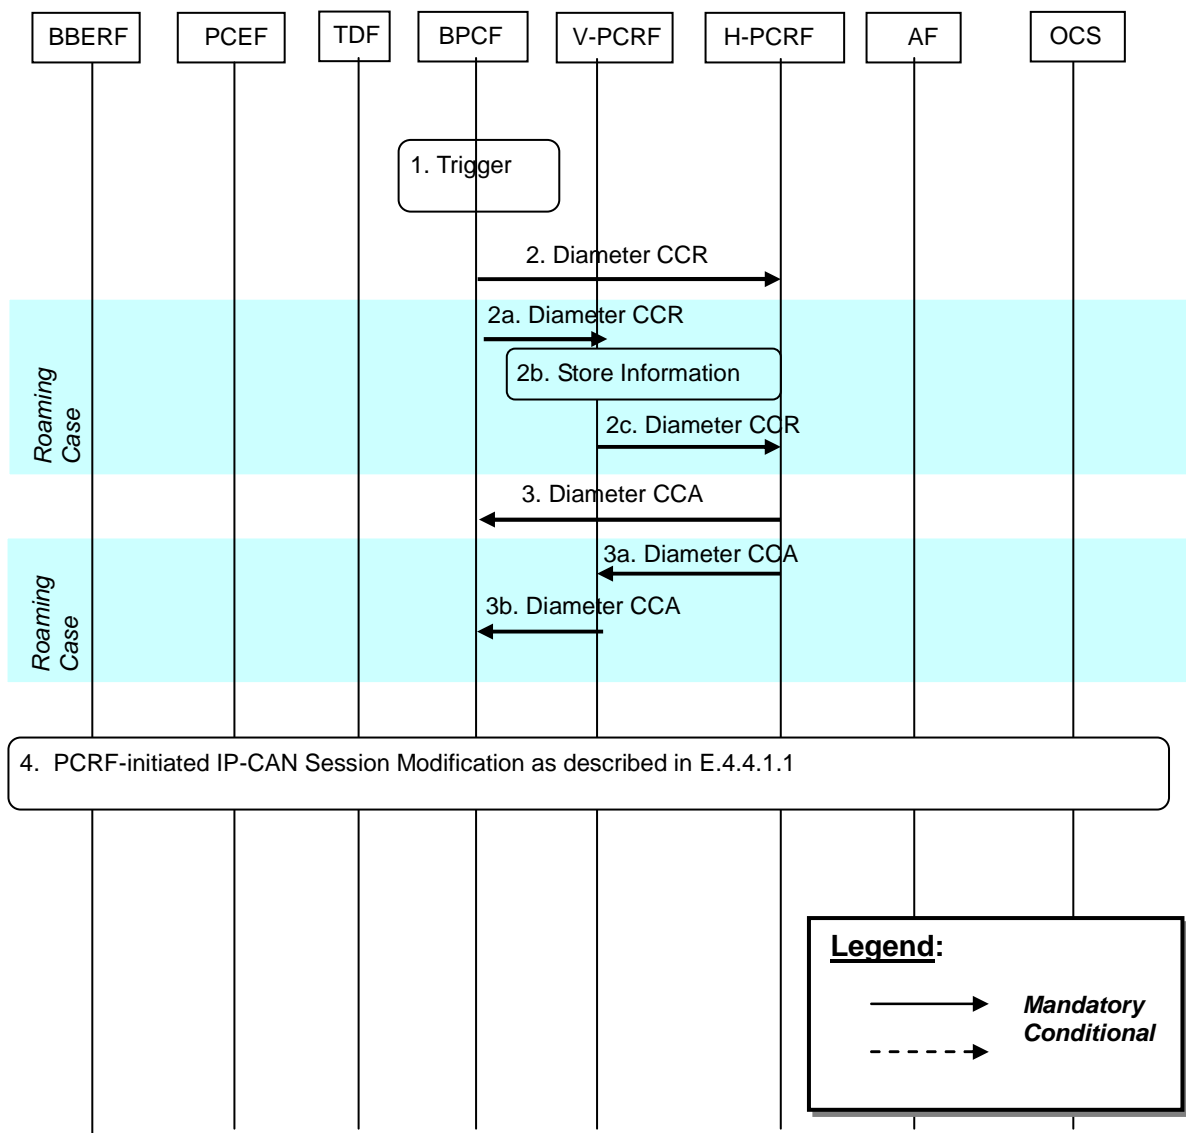 BBERF PCEF TDF BPCF V-PCRF H-PCRF AF OCS
1. Trigger
2. Diameter CCR
2a. Diameter CCR
2b. Store Information
2c. Diameter CCR
Roaming
Case
3. Diameter CCA
3a. Diameter CCA
3b. Diameter CCA
Roaming
Case
4. PCRF-initiated IP-CAN Session Modification as described in E.4.4.1.1
Legend:
Mandatory
Conditional